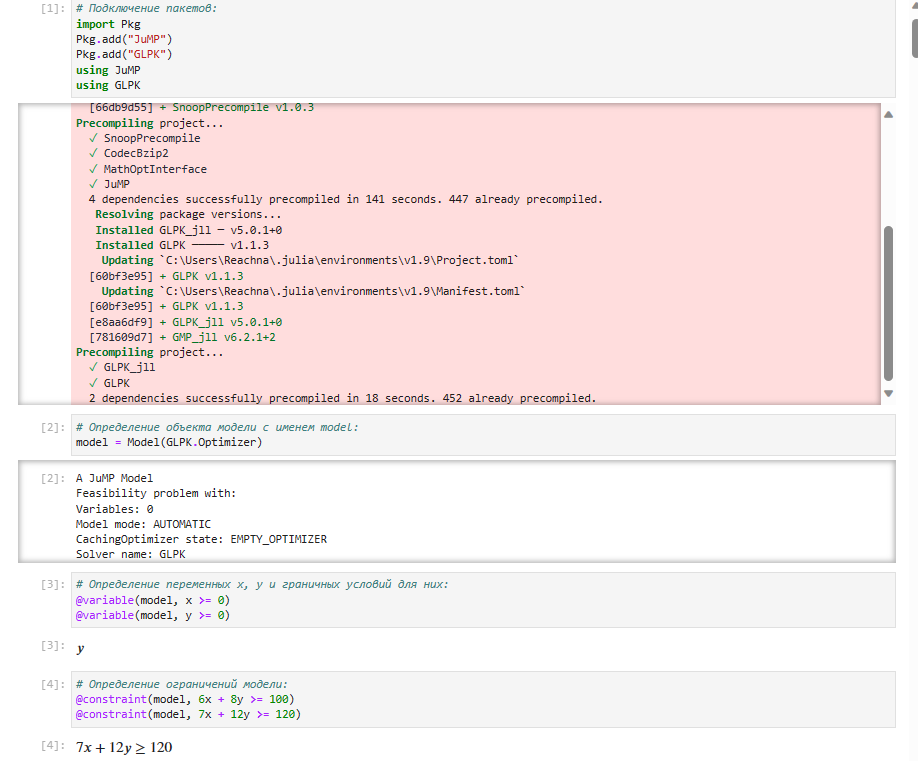 [1]: # Подключение пакетов:
import Pkg
Pkg.add("JuMP")
Pkg.add("GLPK")
using JuMP
using GLPK
[66db9d55] + SnoopPrecompile v1.0.3
Precompiling project...
✓ SnoopPrecompile
✓ CodecBzip2
✓ MathOptInterface
✓ JuMP
4 dependencies successfully precompiled in 141 seconds. 447 already precompiled.
Resolving package versions...
Installed GLPK_jll ─ v5.0.1+0
Installed GLPK ───── v1.1.3
Updating `C:\Users\Reachna\.julia\environments\v1.9\Project.toml`
[60bf3e95] + GLPK v1.1.3
Updating `C:\Users\Reachna\.julia\environments\v1.9\Manifest.toml`
[60bf3e95] + GLPK v1.1.3
[e8aa6df9] + GLPK_jll v5.0.1+0
[781609d7] + GMP_jll v6.2.1+2
Precompiling project...
✓ GLPK_jll
✓ GLPK
2 dependencies successfully precompiled in 18 seconds. 452 already precompiled.
[2]: # Определение объекта модели с именем model:
model = Model(GLPK.Optimizer)
[2]: A JuMP Model
Feasibility problem with:
Variables: 0
Model mode: AUTOMATIC
CachingOptimizer state: EMPTY_OPTIMIZER
Solver name: GLPK
[3]: # Определение переменных x, y и граничных условий для них:
@variable(model, x >= 0)
@variable(model, y >= 0)
[3]: y
[4]: # Определение ограничений модели:
@constraint(model, 6x + 8y >= 100)
@constraint(model, 7x + 12y >= 120)
[4]: 7x + 12y ≥ 120